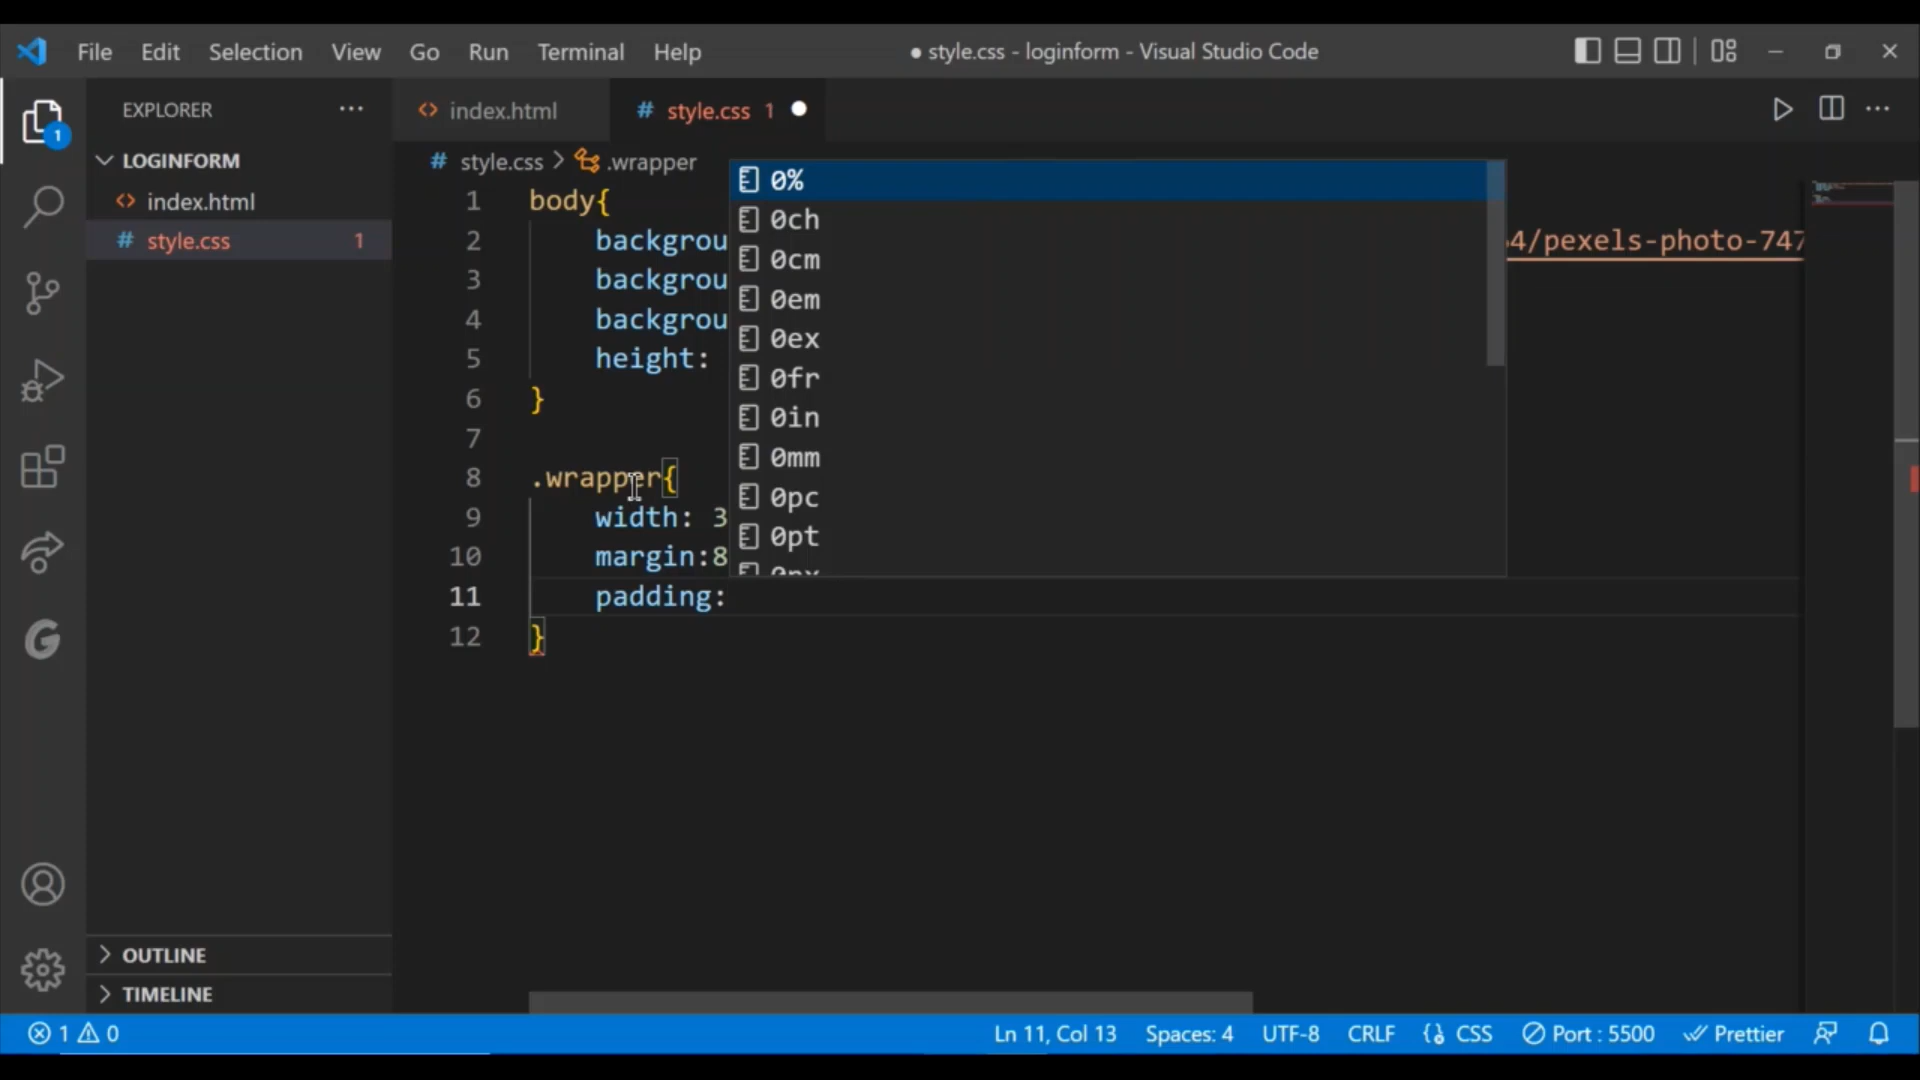 File Edit Selection View Go Run Terminal Help
● style.css - loginform - Visual Studio Code
EXPLORER
index.html
# style.css 1
LOGINFORM
index.html
# style.css 1
1
# style.css > .wrapper
1 body{
2 backgrou 4/pexels-photo-747
3 backgrou
4 backgrou
5 height:
6 }
7
8 .wrapper{
9 width: 3
10 margin:8
11 padding:
12 }
0%
0ch
0cm
0em
0ex
0fr
0in
0mm
0pc
0pt
OUTLINE
TIMELINE
1 0
Ln 11, Col 13 Spaces: 4 UTF-8 CRLF CSS Port : 5500 Prettier